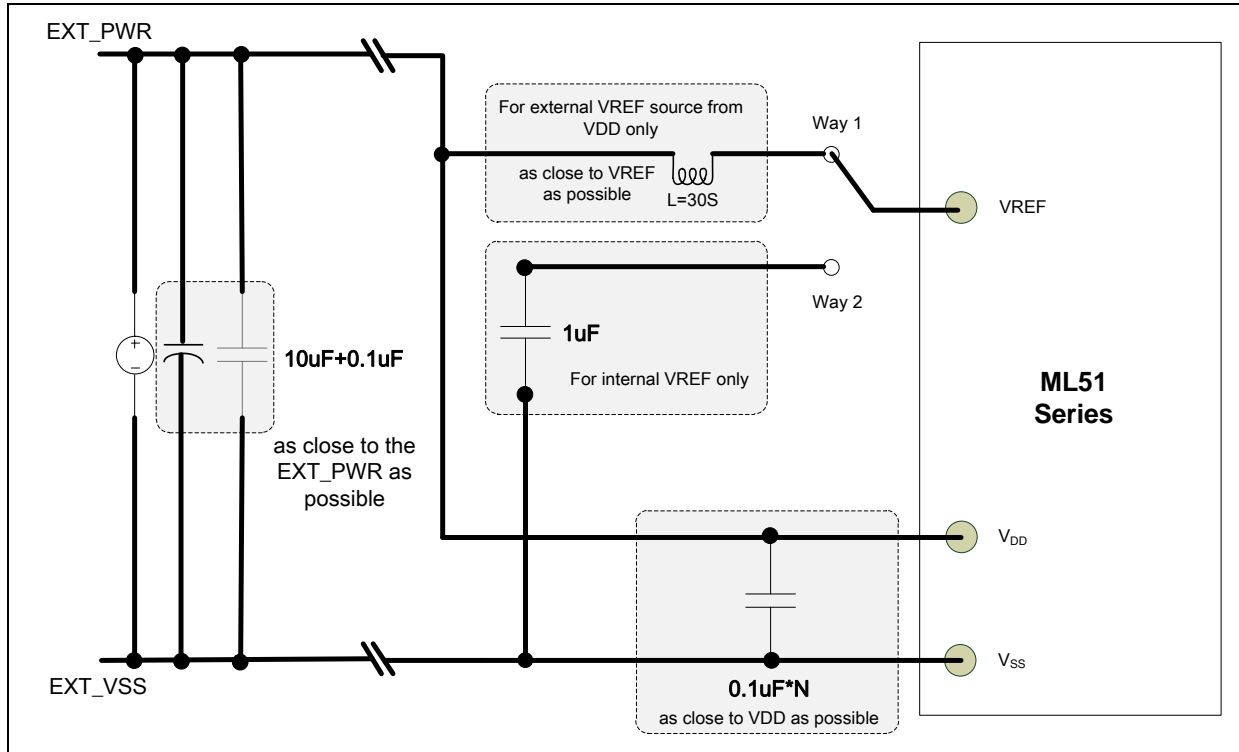 EXT_PWR
For external VREF source from
VDD only
as close to VREF
as possible
L=30S
Way 1
VREF
Way 2
1uF
For internal VREF only
+
−
10uF+0.1uF
as close to the
EXT_PWR as
possible
ML51
Series
VDD
VSS
EXT_VSS
0.1uF*N
as close to VDD as possible